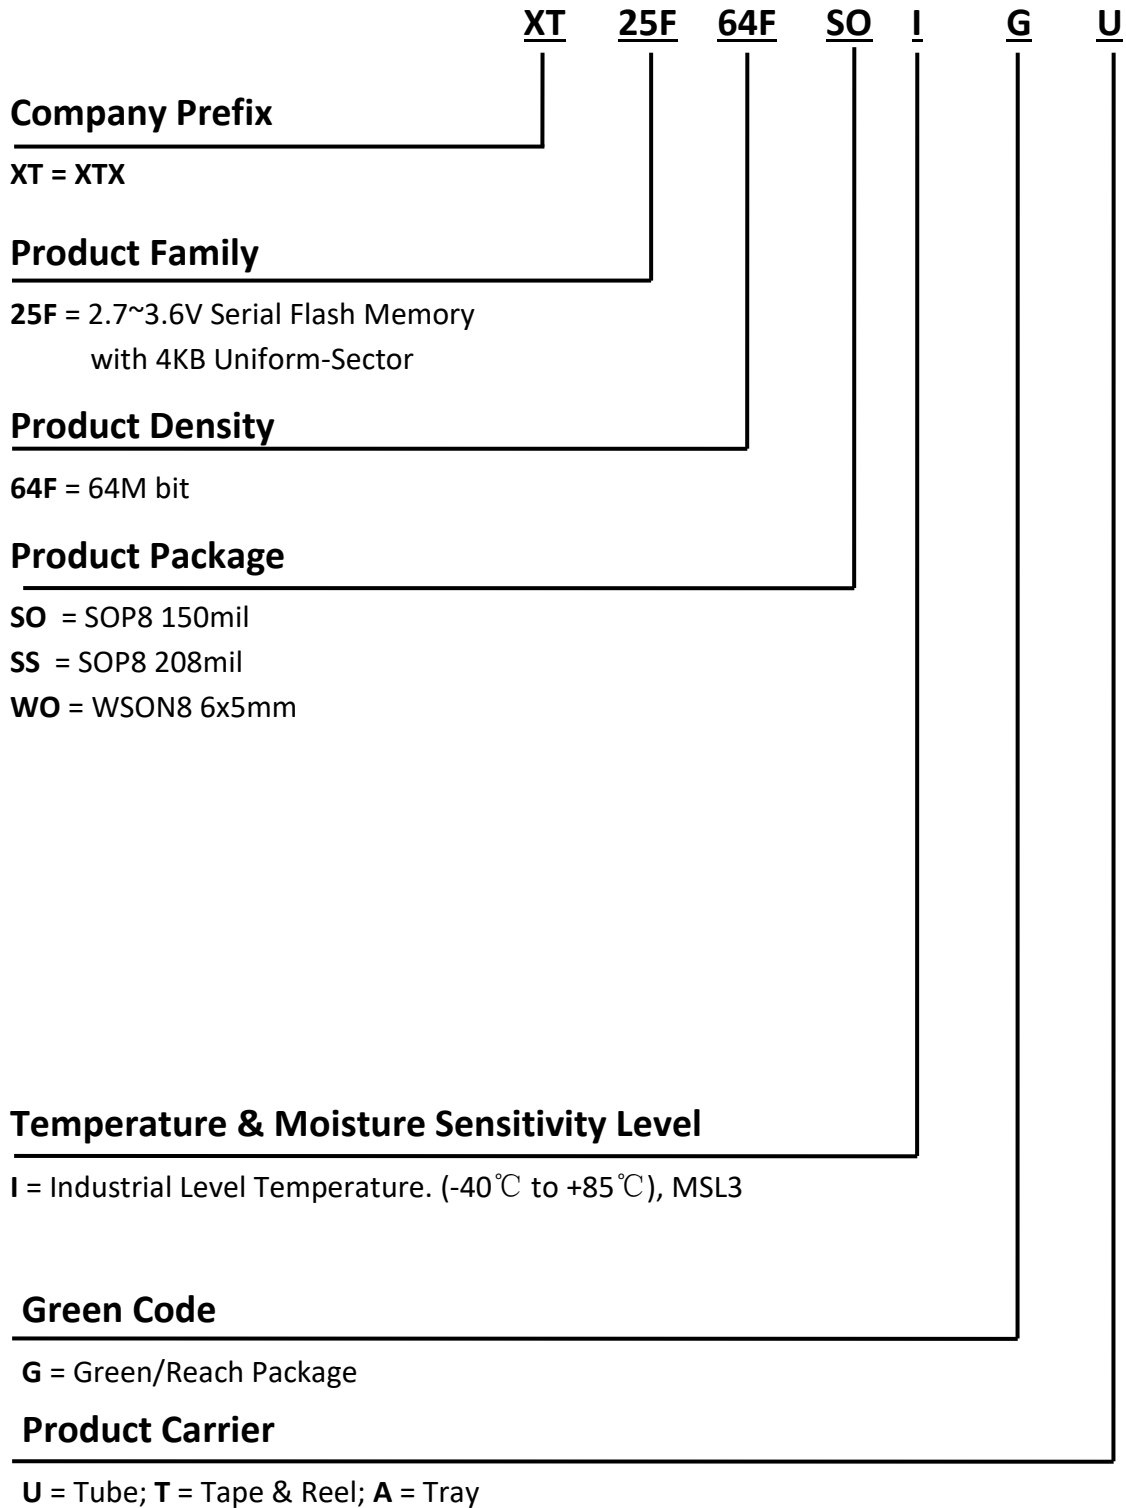 XT 25F 64F SO I G U
Company Prefix
XT = XTX
Product Family
25F = 2.7~3.6V Serial Flash Memory
with 4KB Uniform-Sector
Product Density
64F = 64M bit
Product Package
SO = SOP8 150mil
SS = SOP8 208mil
WO = WSON8 6x5mm
Temperature & Moisture Sensitivity Level
I = Industrial Level Temperature. (-40℃ to +85℃), MSL3
Green Code
G = Green/Reach Package
Product Carrier
U = Tube; T = Tape & Reel; A = Tray